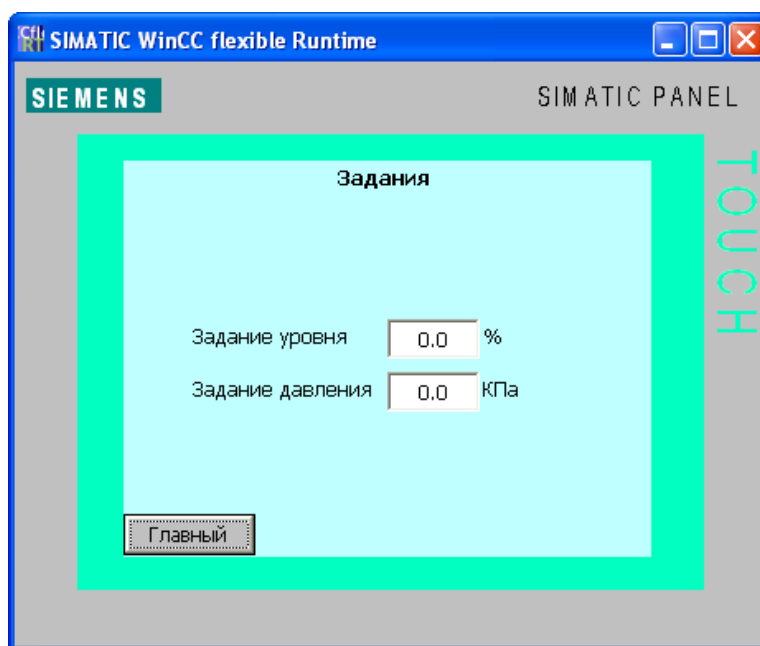 SIMATIC WinCC flexible Runtime
SIEMENS
SIMATIC PANEL
TOUCH
Задания
Задание уровня 0.0 %
Задание давления 0.0 КПа
Главный